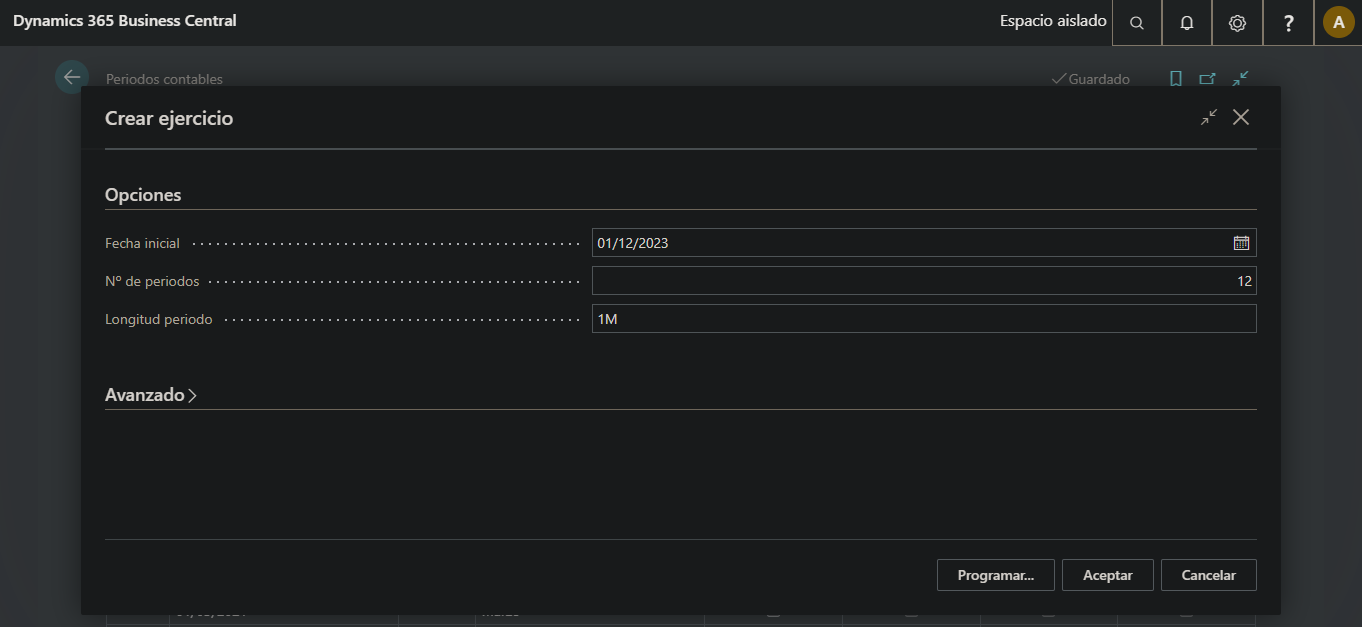 Dynamics 365 Business Central
Espacio aislado
?
A
Periodos contables
Guardado
Crear ejercicio
Opciones
Fecha inicial
01/12/2023
Nº de periodos
12
Longitud periodo
1M
Avanzado
Programar...
Aceptar
Cancelar